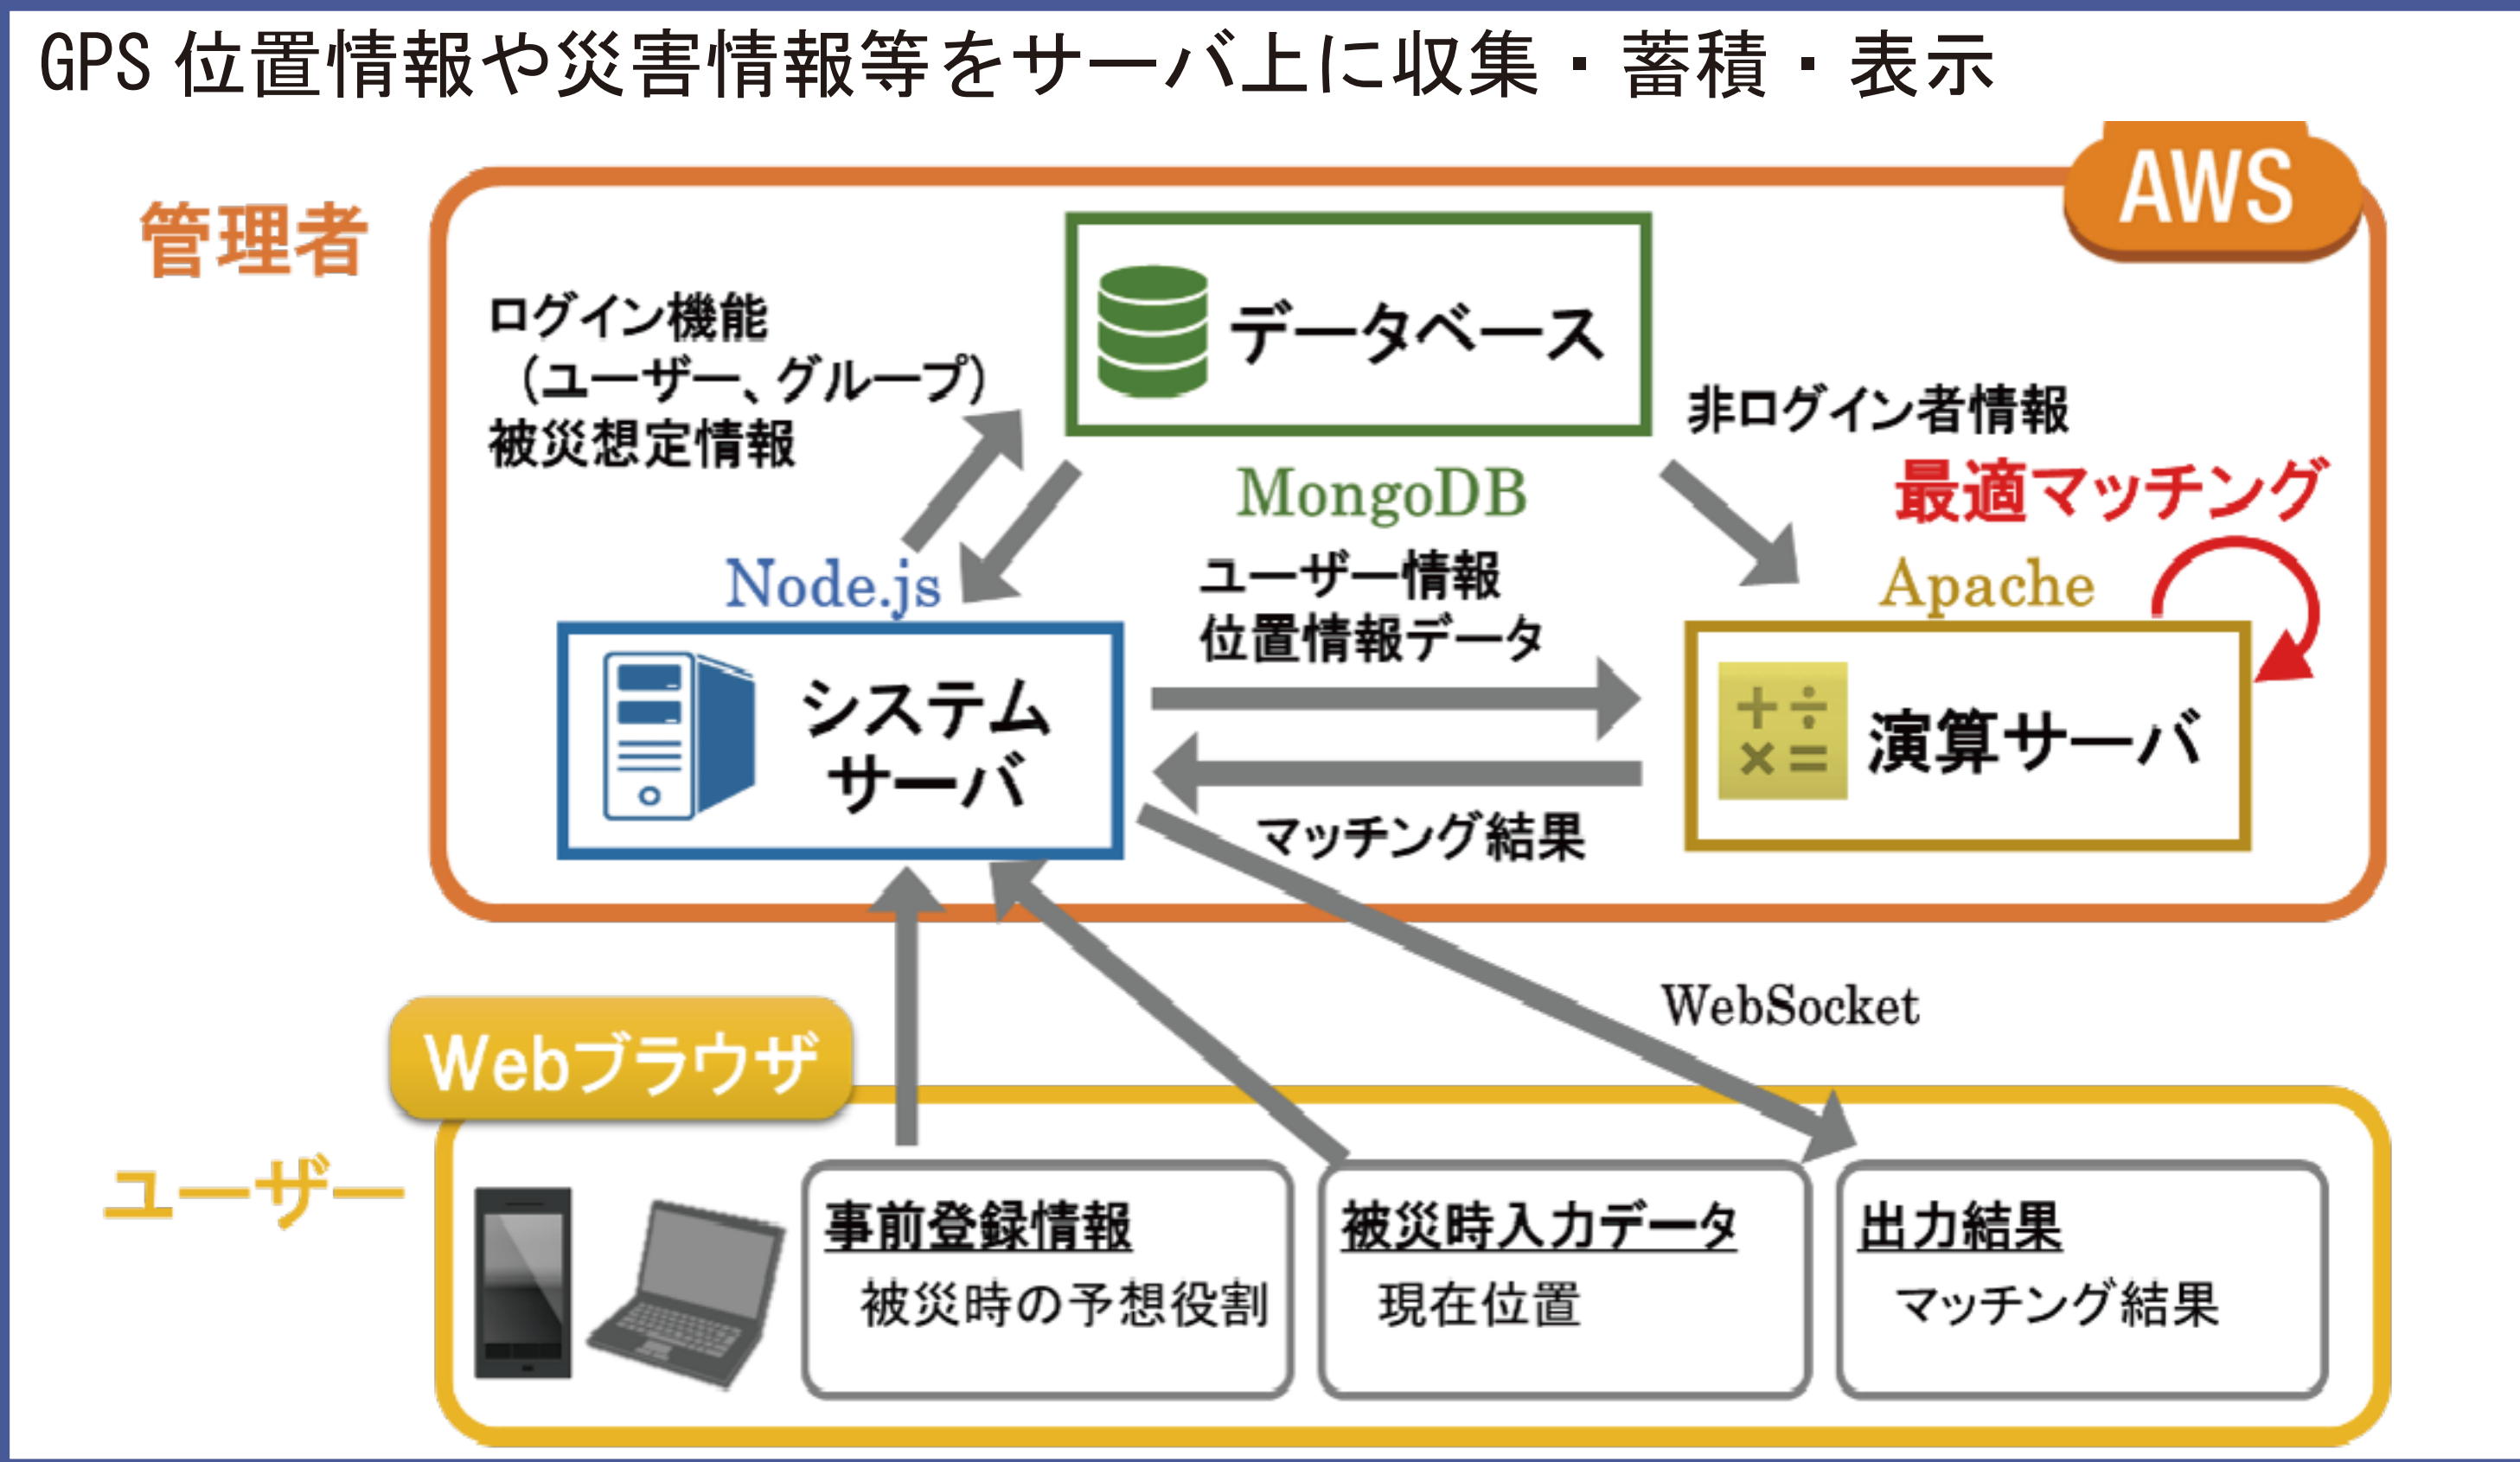 GPS 位置情報や災害情報等をサーバ上に収集・蓄積・表示
AWS
管理者
データベース
ログイン機能
（ユーザー、グループ）
被災想定情報
非ログイン者情報
MongoDB
最適マッチング
Node.js
ユーザー情報
位置情報データ
Apache
システム
サーバ
演算サーバ
マッチング結果
WebSocket
Webブラウザ
ユーザー
事前登録情報
被災時の予想役割
被災時入力データ
現在位置
出力結果
マッチング結果